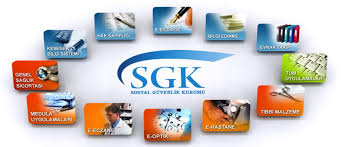 HAK SAHİPLİĞİ
E-BİLDİRGE
BİLGİ EDİNME
EVRAK TAKİP
KESENEK
BİLGİ SİSTEMİ
GENEL
SAĞLIK
SİGORTASI
SGK
SOSYAL GÜVENLİK KURUMU
TÜM
UYGULAMALAR
MEDULA
UYGULAMALARI
TIBBİ MALZEME
E-ECZANE
E-OPTİK
E-HASTANE